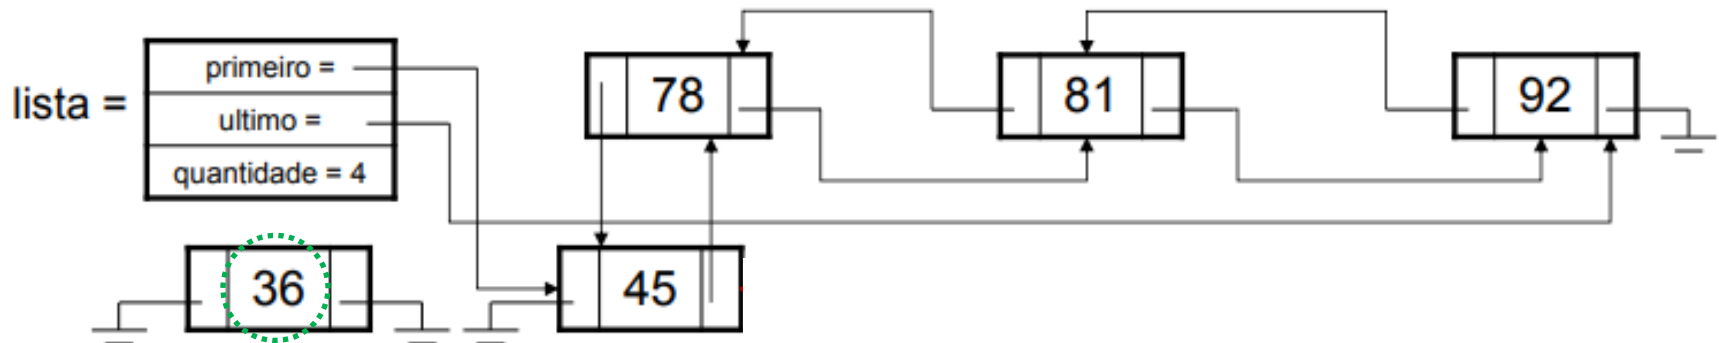 lista =
primeiro =
ultimo =
quantidade = 4
78
81
92
36
45